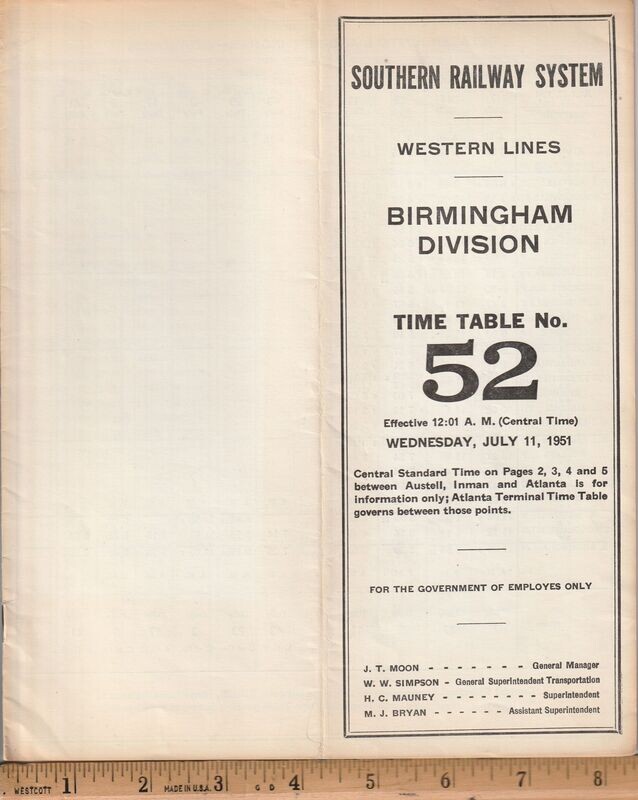 SOUTHERN RAILWAY SYSTEM
WESTERN LINES
BIRMINGHAM
DIVISION
TIME TABLE No.
52
Effective 12:01 A. M. (Central Time)
WEDNESDAY, JULY 11, 1951
Central Standard Time on Pages 2, 3, 4 and 5
between Austell, Inman and Atlanta is for
information only; Atlanta Terminal Time Table
governs between those points.
FOR THE GOVERNMENT OF EMPLOYES ONLY
J. T. MOON - - - - - - - General Manager
W. W. SIMPSON - General Superintendent Transportation
H. C. MAUNEY - - - - - - - Superintendent
M. J. BRYAN - - - - - - Assistant Superintendent
WESTCOTT 1 2 MADE IN U.S.A. 3 G D 4 5 6 7 8